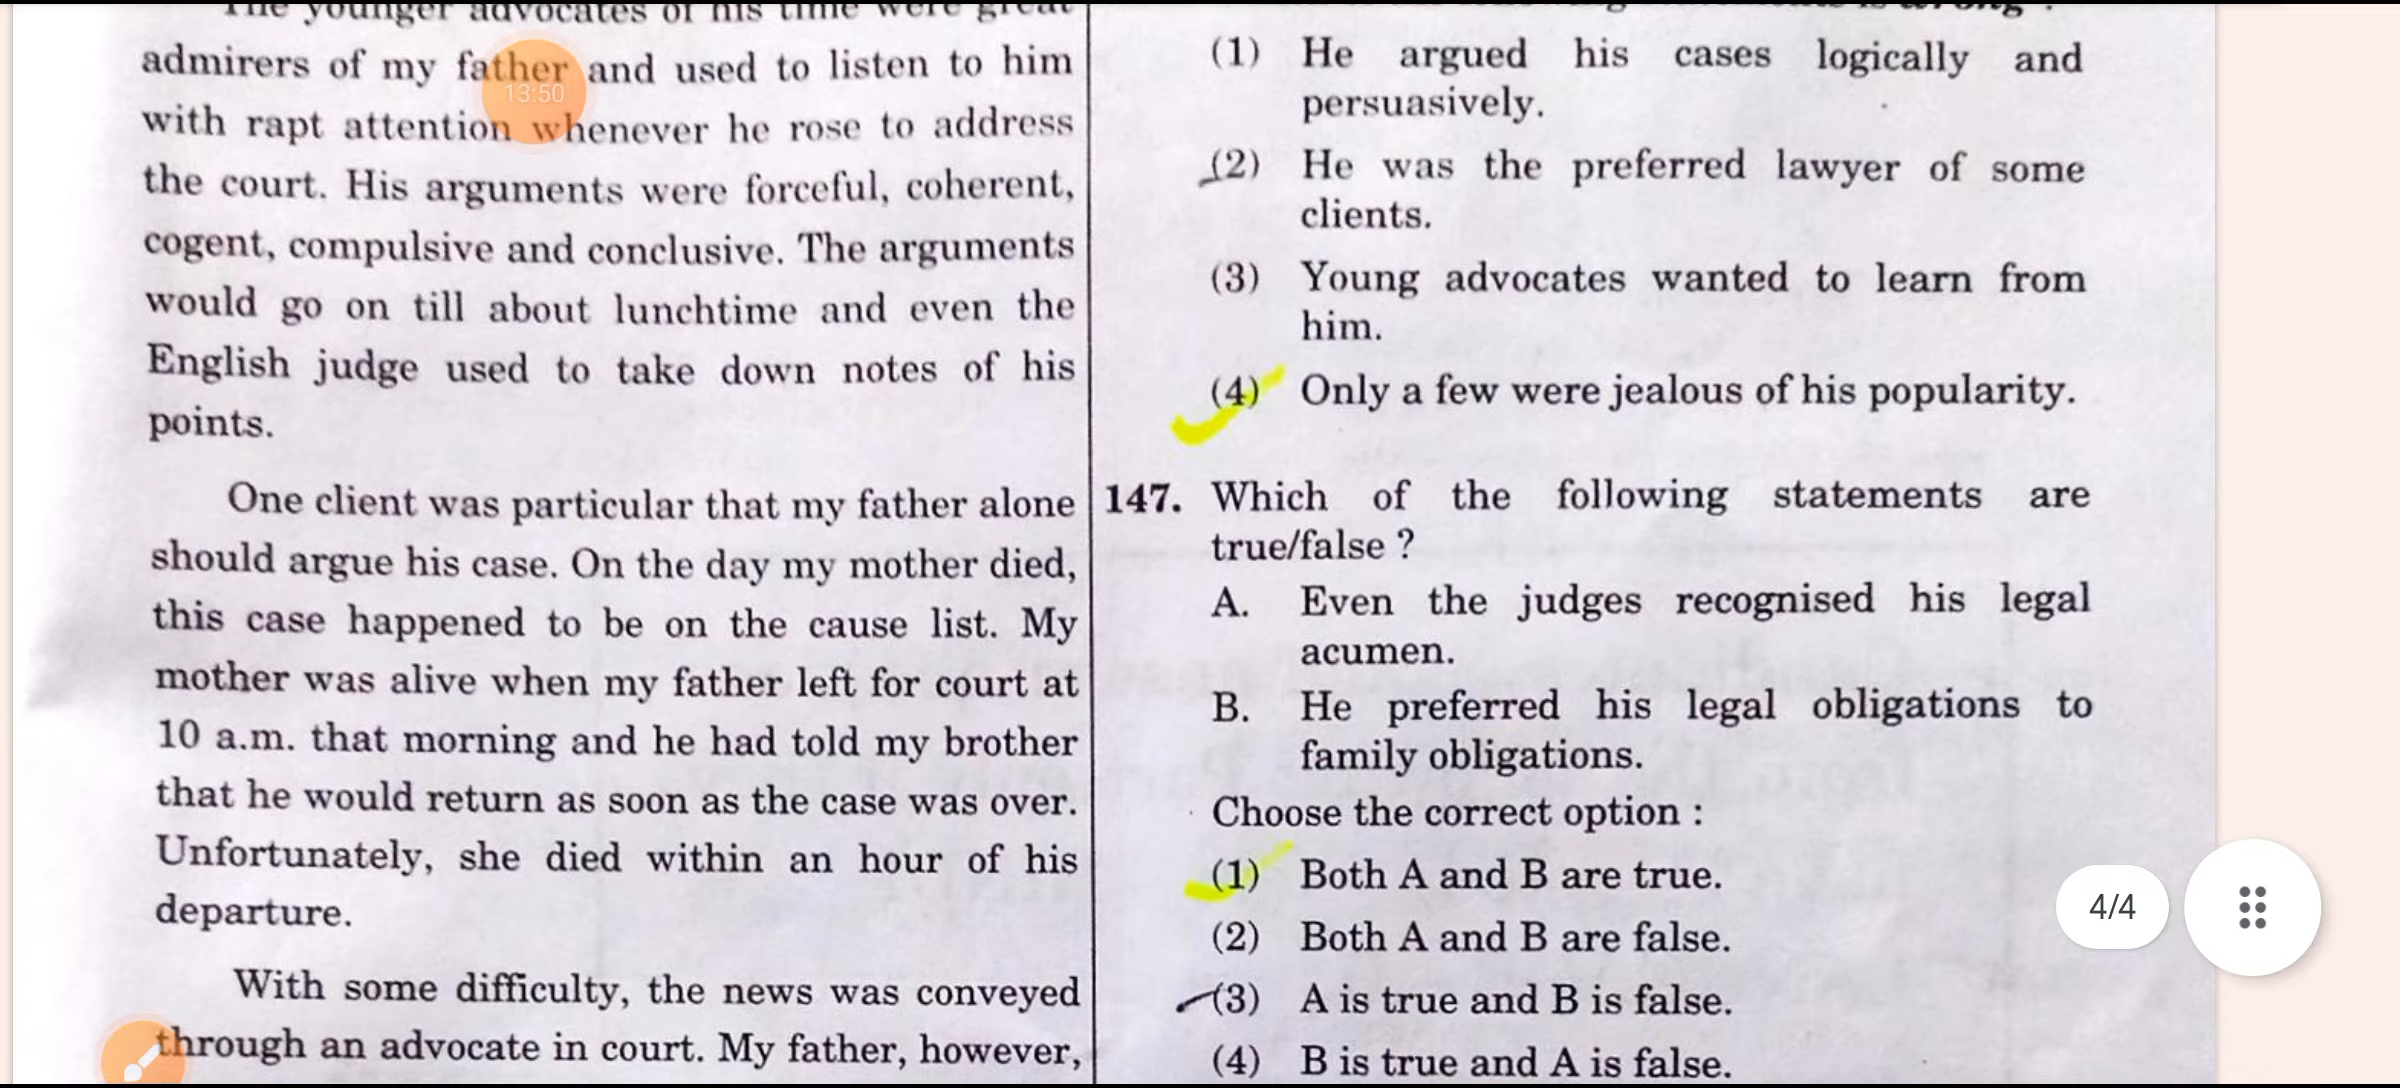 The younger advocates of his time were great
admirers of my father and used to listen to him
with rapt attention whenever he rose to address
the court. His arguments were forceful, coherent,
cogent, compulsive and conclusive. The arguments
would go on till about lunchtime and even the
English judge used to take down notes of his
points.
One client was particular that my father alone
should argue his case. On the day my mother died,
this case happened to be on the cause list. My
mother was alive when my father left for court at
10 a.m. that morning and he had told my brother
that he would return as soon as the case was over.
Unfortunately, she died within an hour of his
departure.
With some difficulty, the news was conveyed
through an advocate in court. My father, however,
13:50
wrong ?
(1) He argued his cases logically and
persuasively.
(2) He was the preferred lawyer of some
clients.
(3) Young advocates wanted to learn from
him.
(4) Only a few were jealous of his popularity.
147. Which of the following statements are
true/false ?
A. Even the judges recognised his legal
acumen.
B. He preferred his legal obligations to
family obligations.
Choose the correct option :
(1) Both A and B are true.
(2) Both A and B are false.
(3) A is true and B is false.
(4) B is true and A is false.
4/4